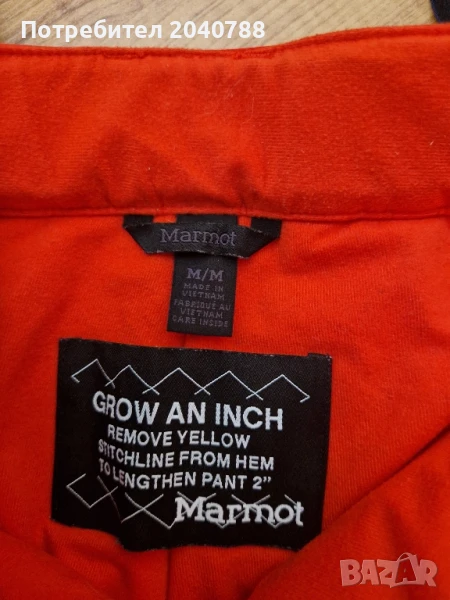 Потребител 2040788
Marmot
M/M
MADE IN
VIETNAM
FABRIQUÉ AU
VIETNAM
CARE INSIDE
GROW AN INCH
REMOVE YELLOW
STITCHLINE FROM HEM
TO LENGTHEN PANT 2"
Marmot
BAZAR